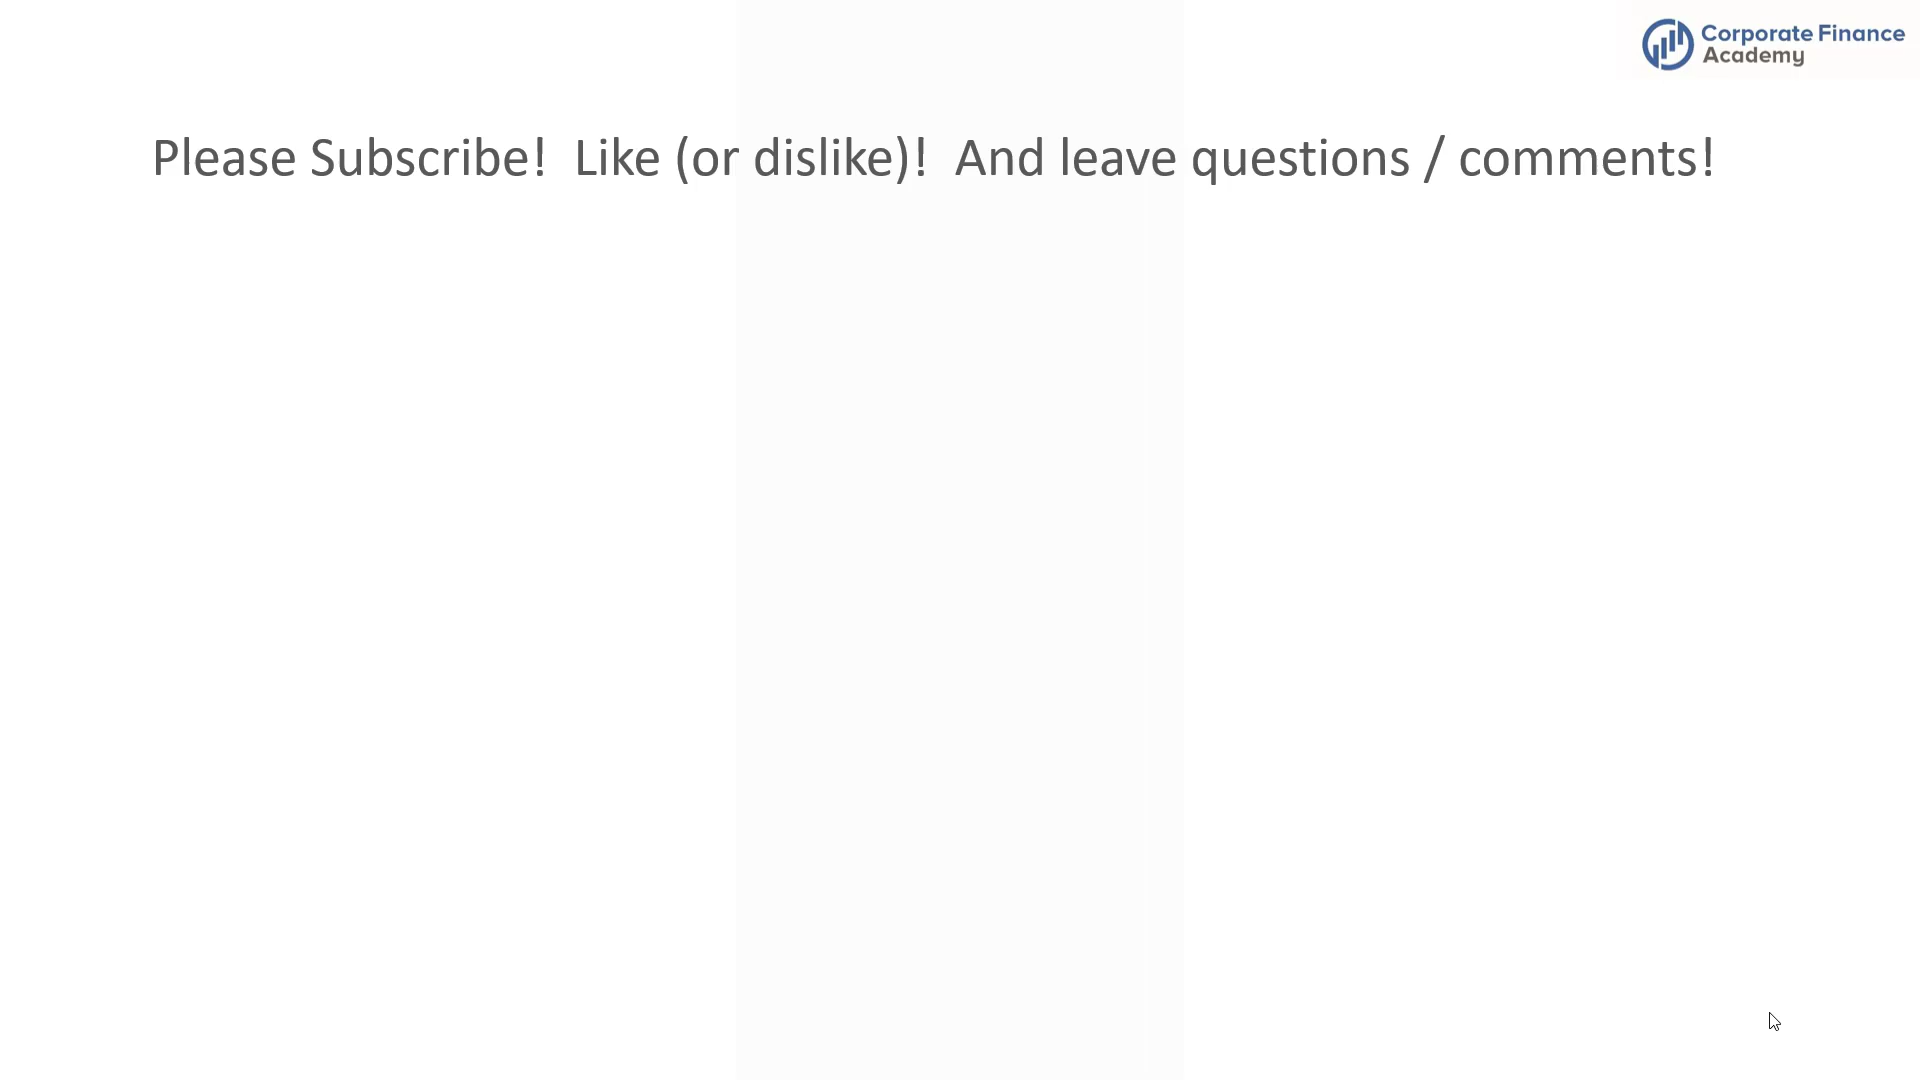 Corporate Finance
Academy
Please Subscribe!  Like (or dislike)!  And leave questions / comments!